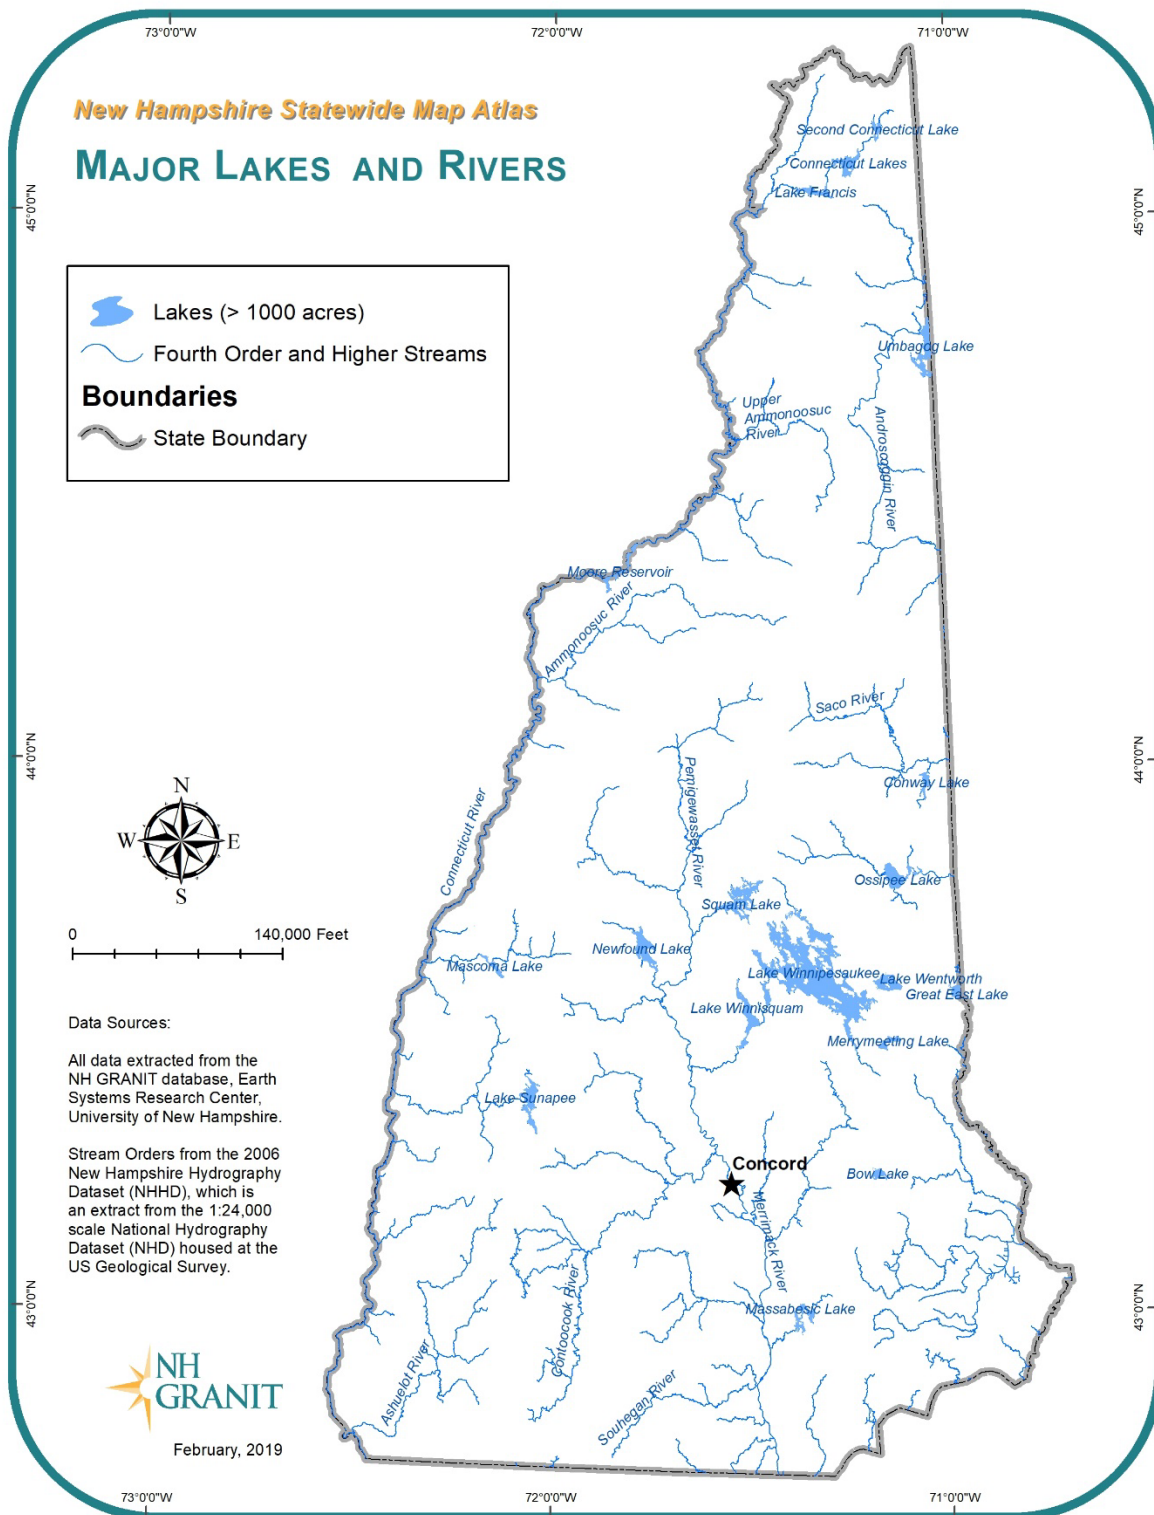 73°0'0"W
72°0'0"W
71°0'0"W
New Hampshire Statewide Map Atlas
MAJOR LAKES AND RIVERS
45°0'0"N
45°0'0"N
Lakes (> 1000 acres)
Fourth Order and Higher Streams
Boundaries
State Boundary
Second Connecticut Lake
Connecticut Lakes
Lake Francis
Umbagog Lake
Upper
Ammonoosuc
River
Androscoggin River
Moore Reservoir
Ammonoosuc River
Saco River
44°0'0"N
44°0'0"N
Pemigewasset River
Conway Lake
Connecticut River
Ossipee Lake
Squam Lake
Newfound Lake
Mascoma Lake
Lake Winnipesaukee
Lake Wentworth
Great East Lake
Lake Winnisquam
Merrymeeting Lake
Lake Sunapee
Concord
Bow Lake
Merrimack River
Contoocook River
Massabesic Lake
Ashuelot River
Souhegan River
N
W
E
S
0
140,000 Feet
Data Sources:
All data extracted from the
NH GRANIT database, Earth
Systems Research Center,
University of New Hampshire.
Stream Orders from the 2006
New Hampshire Hydrography
Dataset (NHHD), which is
an extract from the 1:24,000
scale National Hydrography
Dataset (NHD) housed at the
US Geological Survey.
43°0'0"N
43°0'0"N
NH
GRANIT
February, 2019
73°0'0"W
72°0'0"W
71°0'0"W